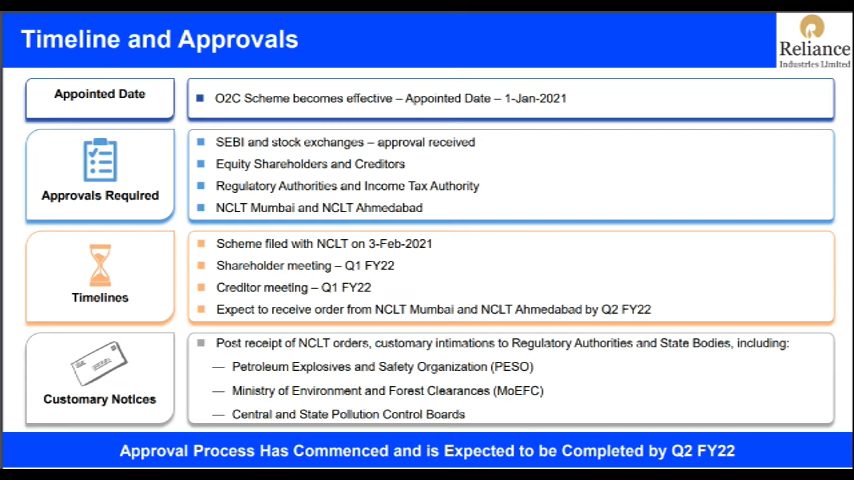 Timeline and Approvals
Reliance
Industries Limited
Appointed Date
O2C Scheme becomes effective – Appointed Date – 1-Jan-2021
Approvals Required
SEBI and stock exchanges – approval received
Equity Shareholders and Creditors
Regulatory Authorities and Income Tax Authority
NCLT Mumbai and NCLT Ahmedabad
Timelines
Scheme filed with NCLT on 3-Feb-2021
Shareholder meeting – Q1 FY22
Creditor meeting – Q1 FY22
Expect to receive order from NCLT Mumbai and NCLT Ahmedabad by Q2 FY22
Customary Notices
Post receipt of NCLT orders, customary intimations to Regulatory Authorities and State Bodies, including:
— Petroleum Explosives and Safety Organization (PESO)
— Ministry of Environment and Forest Clearances (MoEFC)
— Central and State Pollution Control Boards
Approval Process Has Commenced and is Expected to be Completed by Q2 FY22